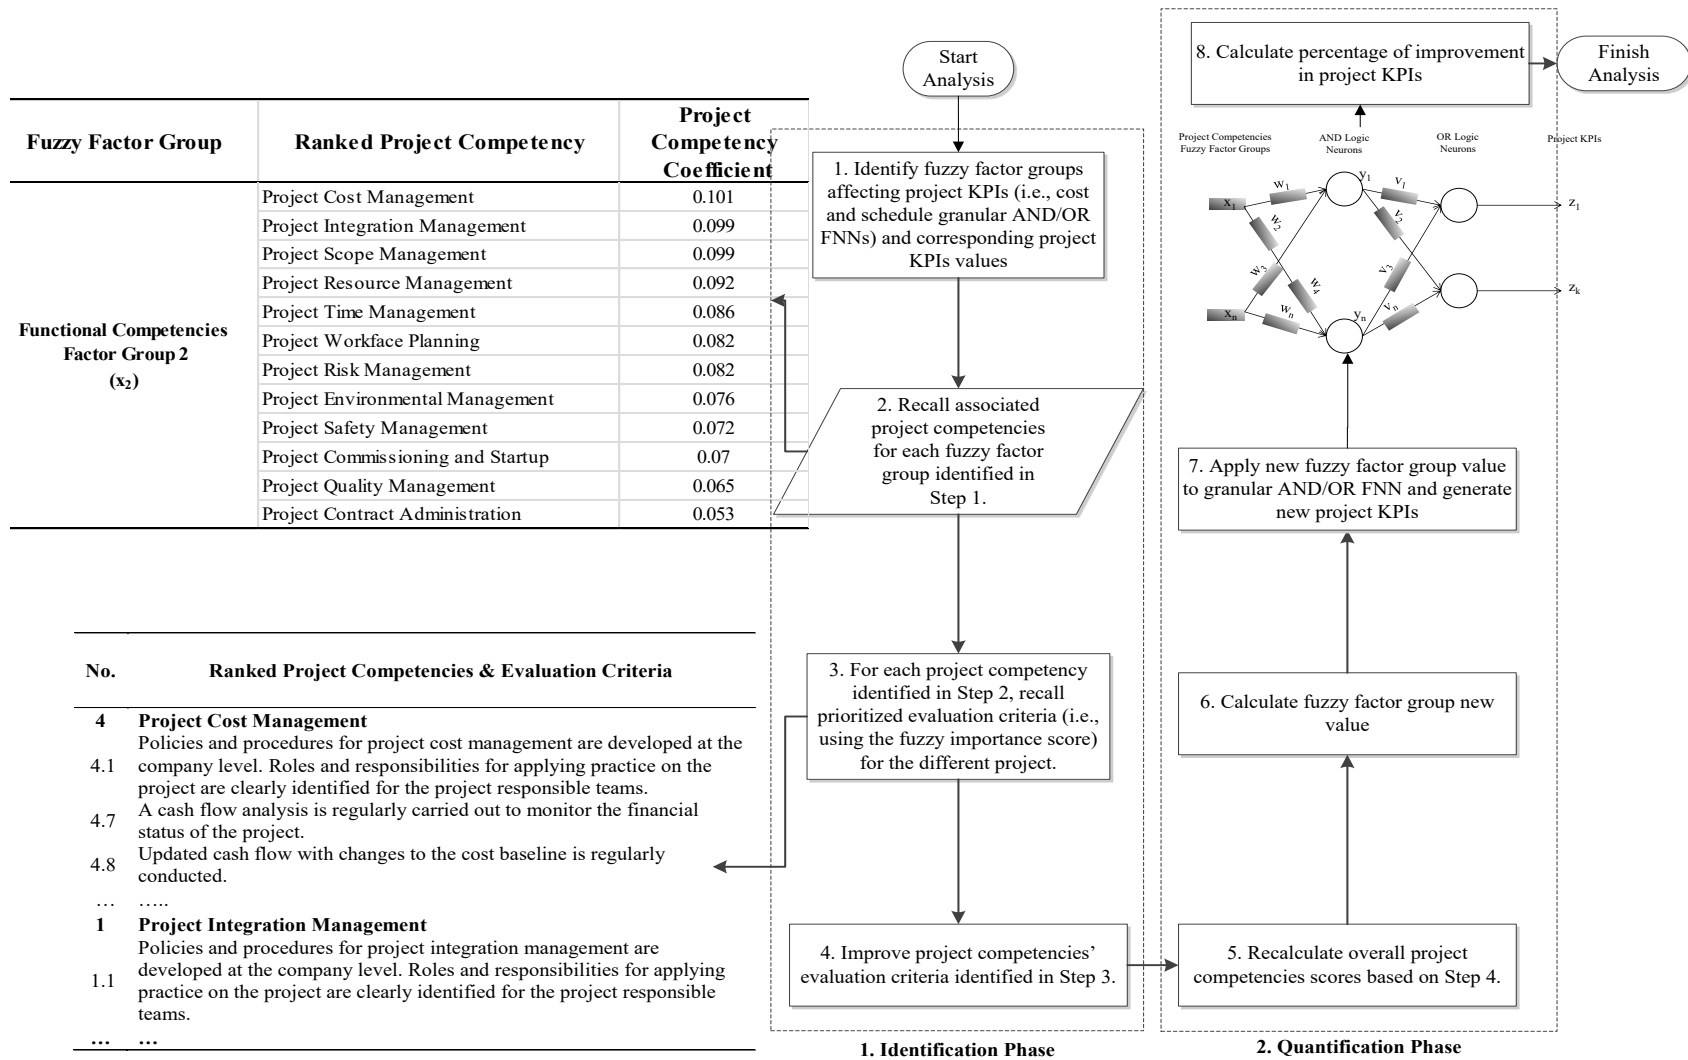 Fuzzy Factor Group
Ranked Project Competency
Project
Competency
Coefficient
Functional Competencies
Factor Group 2
(x₂)
Project Cost Management 0.101
Project Integration Management 0.099
Project Scope Management 0.099
Project Resource Management 0.092
Project Time Management 0.086
Project Workface Planning 0.082
Project Risk Management 0.082
Project Environmental Management 0.076
Project Safety Management 0.072
Project Commissioning and Startup 0.07
Project Quality Management 0.065
Project Contract Administration 0.053
No. Ranked Project Competencies & Evaluation Criteria
4 Project Cost Management
Policies and procedures for project cost management are developed at the
4.1 company level. Roles and responsibilities for applying practice on the
project are clearly identified for the project responsible teams.
4.7 A cash flow analysis is regularly carried out to monitor the financial
status of the project.
4.8 Updated cash flow with changes to the cost baseline is regularly
conducted.
… …..
1 Project Integration Management
Policies and procedures for project integration management are
1.1 developed at the company level. Roles and responsibilities for applying
practice on the project are clearly identified for the project responsible
teams.
… …
Start
Analysis
1. Identify fuzzy factor groups
affecting project KPIs (i.e., cost
and schedule granular AND/OR
FNNs) and corresponding project
KPIs values
2. Recall associated
project competencies
for each fuzzy factor
group identified in
Step 1.
3. For each project competency
identified in Step 2, recall
prioritized evaluation criteria (i.e.,
using the fuzzy importance score)
for the different project.
4. Improve project competencies’
evaluation criteria identified in Step 3.
1. Identification Phase
5. Recalculate overall project
competencies scores based on Step 4.
6. Calculate fuzzy factor group new
value
7. Apply new fuzzy factor group value
to granular AND/OR FNN and generate
new project KPIs
Project Competencies
Fuzzy Factor Groups
AND Logic
Neurons
OR Logic
Neurons
Project KPIs
x₁
xₙ
w₁
w₂
w₃
w₄
wₙ
y₁
yₙ
v₁
v₂
v₃
vₙ
z₁
zₖ
8. Calculate percentage of improvement
in project KPIs
Finish
Analysis
2. Quantification Phase